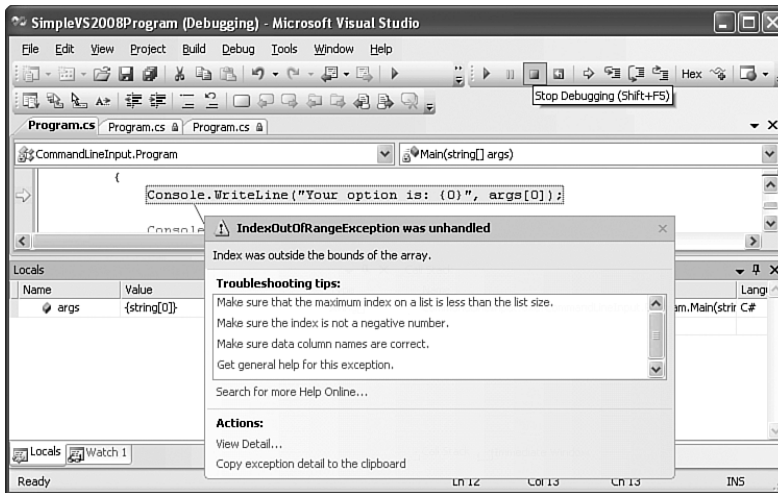 SimpleVS2008Program (Debugging) - Microsoft Visual Studio
File Edit View Project Build Debug Tools Window Help
Hex
Stop Debugging (Shift+F5)
Program.cs Program.cs Program.cs
CommandLineInput.Program Main(string[] args)
{
Console.WriteLine("Your option is: {0}", args[0]);
Console
IndexOutOfRangeException was unhandled
Index was outside the bounds of the array.
Troubleshooting tips:
Make sure that the maximum index on a list is less than the list size.
Make sure the index is not a negative number.
Make sure data column names are correct.
Get general help for this exception.
Search for more Help Online...
Actions:
View Detail...
Copy exception detail to the clipboard
Locals
Name Value Lang
args {string[0]} am.Main(strir C#
Locals Watch 1
Ready Ln 12 Col 13 Ch 13 INS